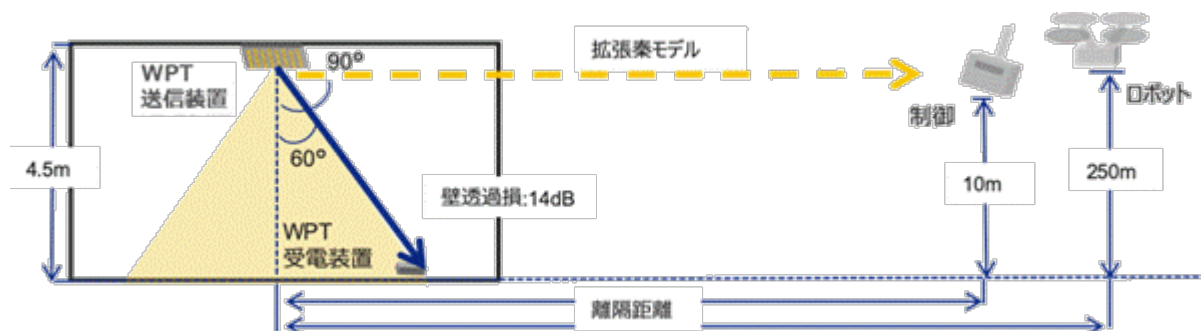 拡張秦モデル
90°
WPT
送信装置
ロボット
制御
4.5m
60°
10m
250m
壁透過損:14dB
WPT
受電装置
離隔距離